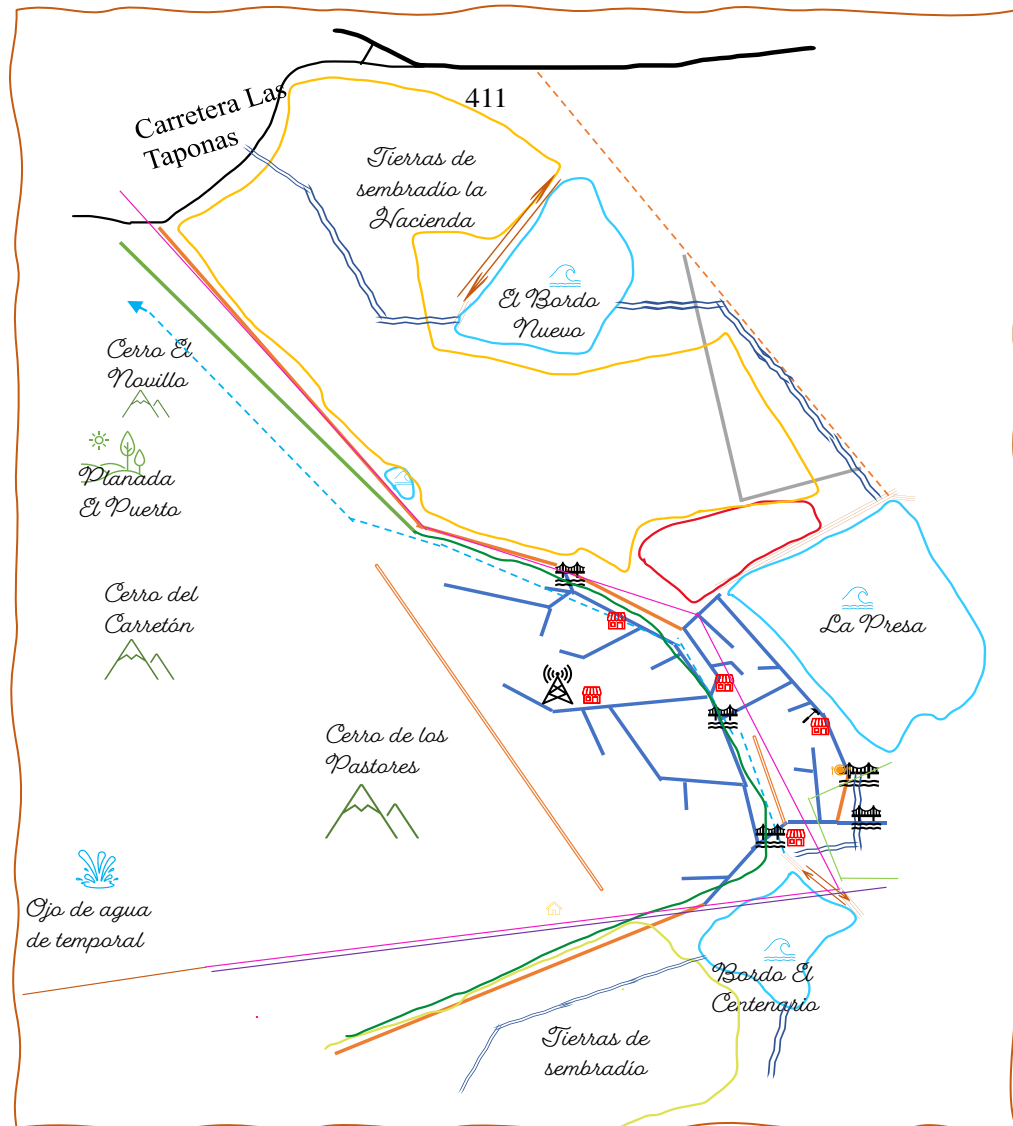 411
Carretera Las
Taponas
Tierras de
sembradío la
Hacienda
El Bordo
Nuevo
Cerro El
Novillo
Planada
El Puerto
Cerro del
Carretón
La Presa
Cerro de los
Pastores
Ojo de agua
de temporal
Bordo El
Centenario
Tierras de
sembradío